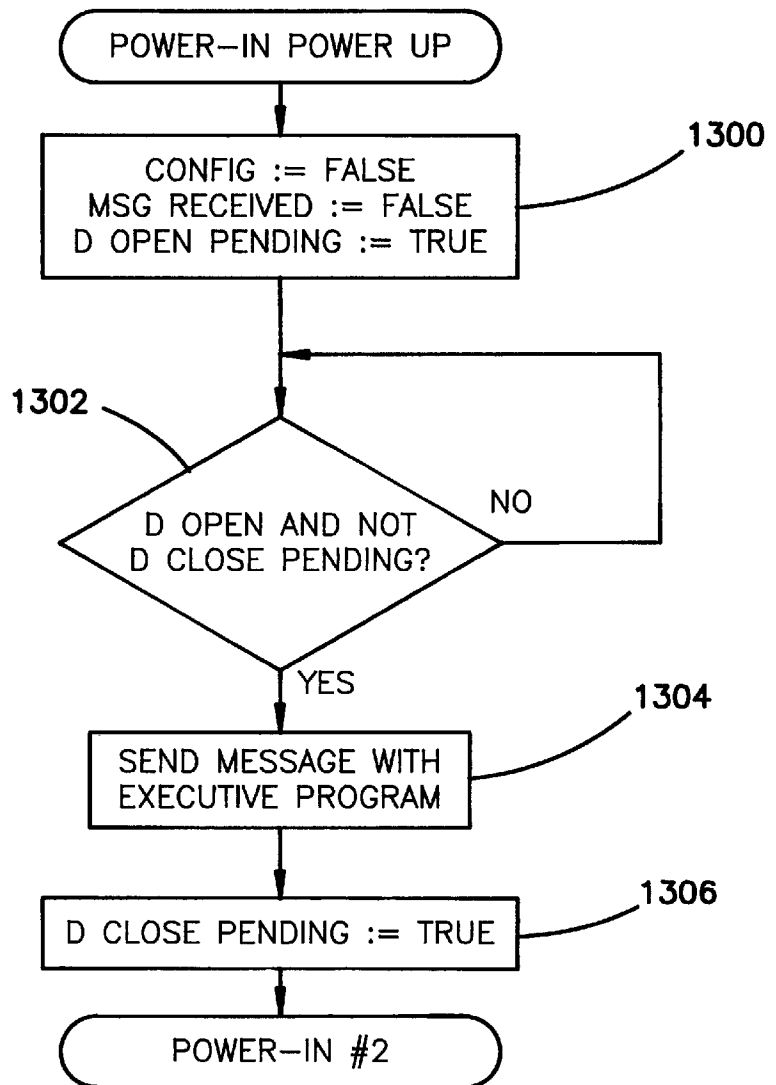 POWER-IN POWER UP
1300
CONFIG := FALSE
MSG RECEIVED := FALSE
D OPEN PENDING := TRUE
1302
D OPEN AND NOT
D CLOSE PENDING?
NO
YES
1304
SEND MESSAGE WITH
EXECUTIVE PROGRAM
1306
D CLOSE PENDING := TRUE
POWER-IN #2